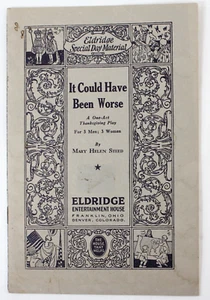 Eldridge
Special Day Material
It Could Have
Been Worse
A One-Act
Thanksgiving Play
For 3 Men, 3 Women
By
MARY HELEN STEED
ELDRIDGE
ENTERTAINMENT HOUSE
FRANKLIN, OHIO
DENVER, COLORADO.